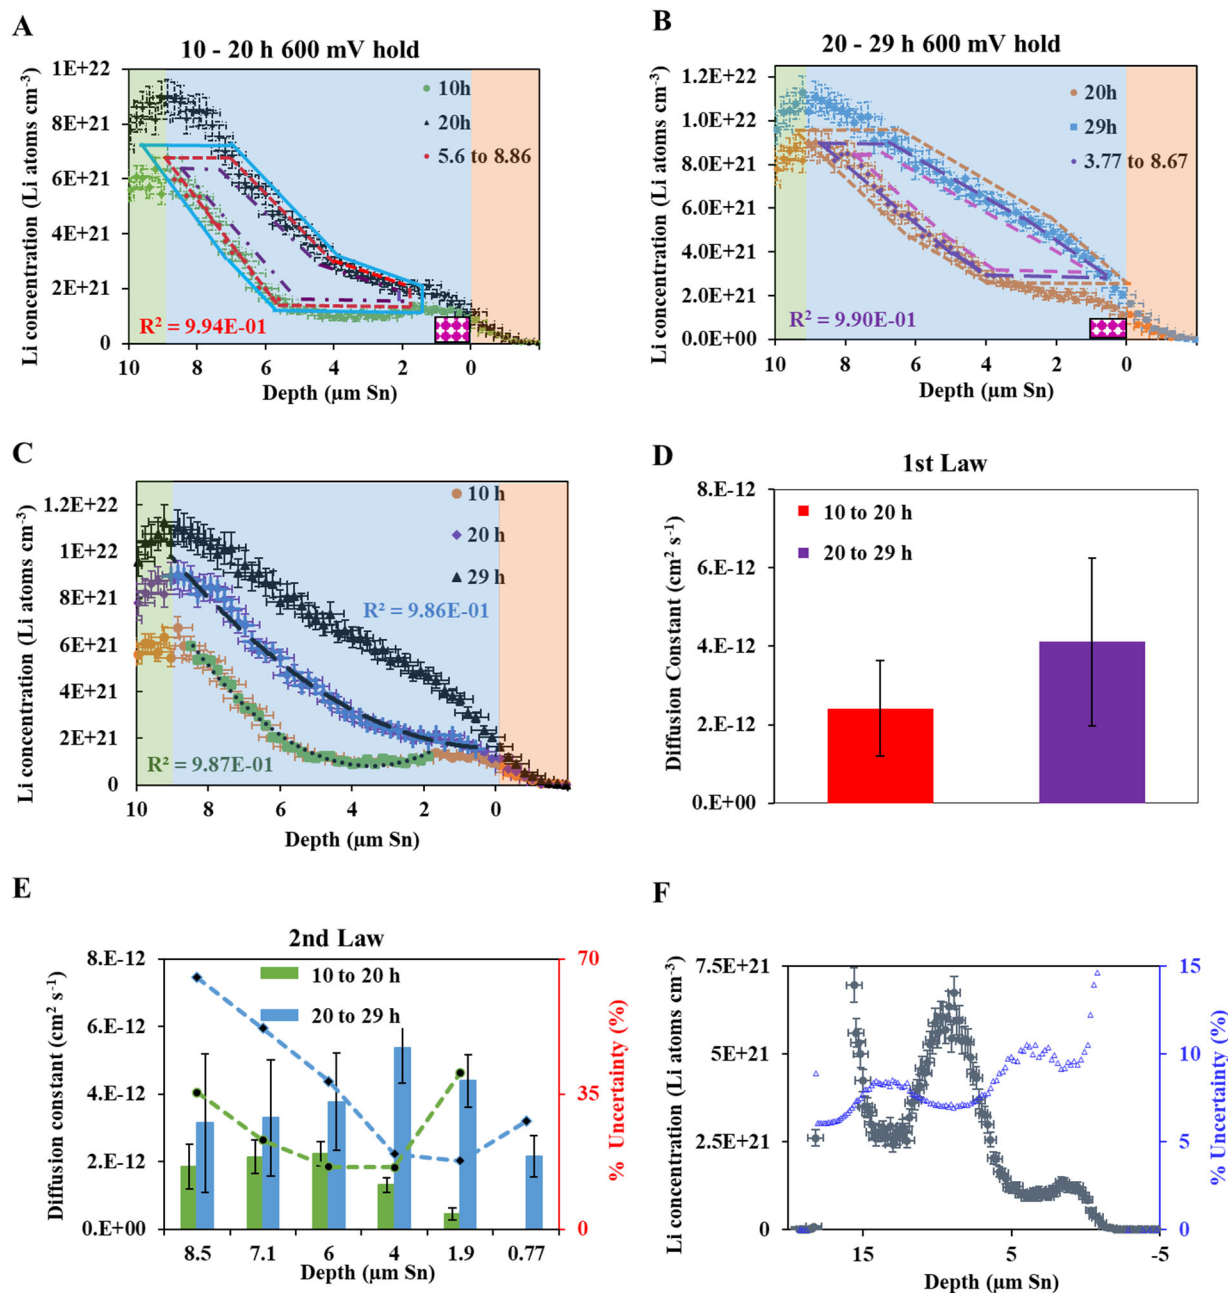 A
10 - 20 h 600 mV hold
Li concentration (Li atoms cm⁻³)
1E+22
8E+21
6E+21
4E+21
2E+21
0
10h
20h
5.6 to 8.86
R² = 9.94E-01
10 8 6 4 2 0
Depth (µm Sn)
B
20 - 29 h 600 mV hold
Li concentration (Li atoms cm⁻³)
1.2E+22
1.0E+22
8.0E+21
6.0E+21
4.0E+21
2.0E+21
0.0E+00
20h
29h
3.77 to 8.67
R² = 9.90E-01
10 8 6 4 2 0
Depth (µm Sn)
C
Li concentration (Li atoms cm⁻³)
1.2E+22
1E+22
8E+21
6E+21
4E+21
2E+21
0
10 h
20 h
29 h
R² = 9.86E-01
R² = 9.87E-01
10 8 6 4 2 0
Depth (µm Sn)
D
1st Law
Diffusion Constant (cm² s⁻¹)
8.E-12
6.E-12
4.E-12
2.E-12
0.E+00
10 to 20 h
20 to 29 h
E
2nd Law
Diffusion constant (cm² s⁻¹)
8.E-12
6.E-12
4.E-12
2.E-12
0.E+00
10 to 20 h
20 to 29 h
70
35
0
% Uncertainty (%)
8.5 7.1 6 4 1.9 0.77
Depth (µm Sn)
F
Li concentration (Li atoms cm⁻³)
7.5E+21
5E+21
2.5E+21
0
15
10
5
0
% Uncertainty (%)
15 5 -5
Depth (µm Sn)